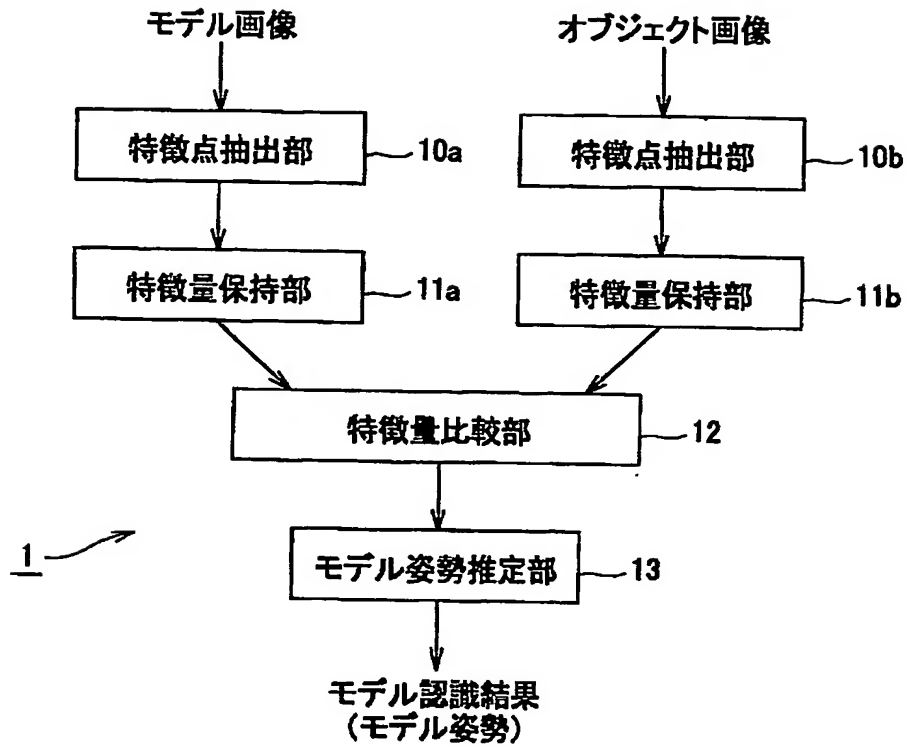 モデル画像
オブジェクト画像
特徴点抽出部
10a
特徴点抽出部
10b
特徴量保持部
11a
特徴量保持部
11b
特徴量比較部
12
1
モデル姿勢推定部
13
モデル認識結果
(モデル姿勢)